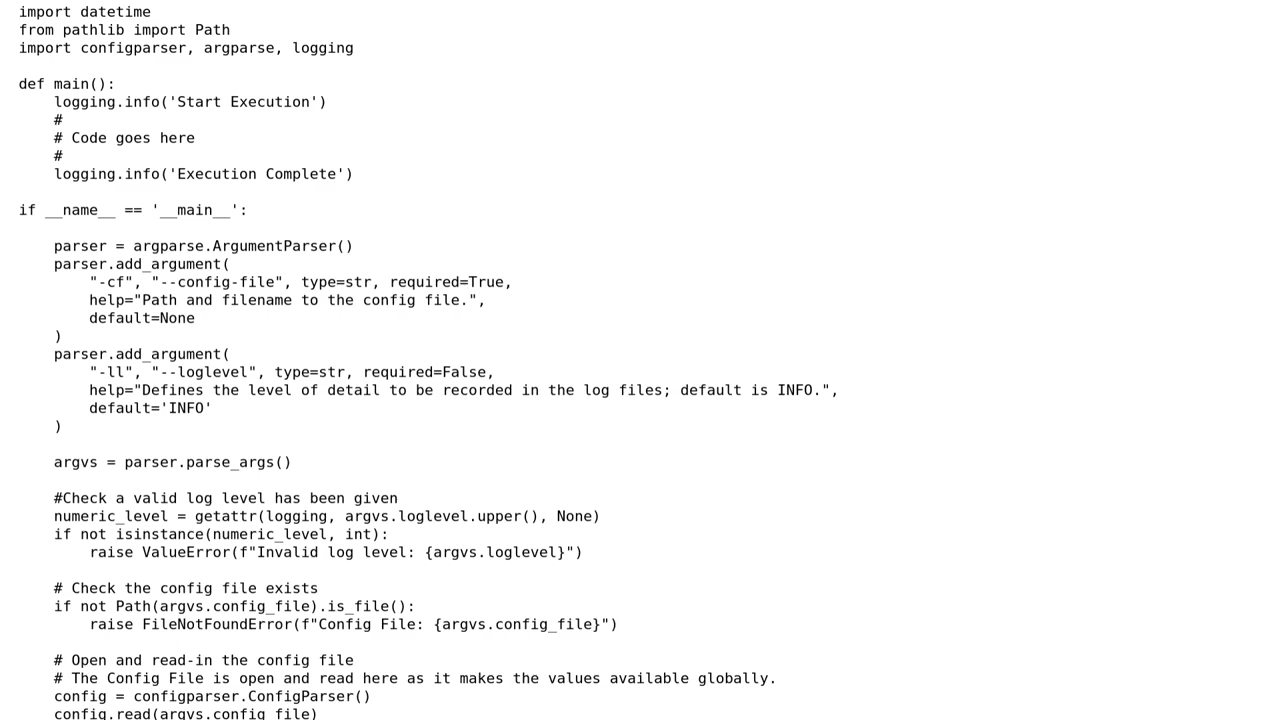 import datetime
from pathlib import Path
import configparser, argparse, logging

def main():
    logging.info('Start Execution')
    #
    # Code goes here
    #
    logging.info('Execution Complete')

if __name__ == '__main__':

    parser = argparse.ArgumentParser()
    parser.add_argument(
        "-cf", "--config-file", type=str, required=True,
        help="Path and filename to the config file.",
        default=None
    )
    parser.add_argument(
        "-ll", "--loglevel", type=str, required=False,
        help="Defines the level of detail to be recorded in the log files; default is INFO.",
        default='INFO'
    )

    argvs = parser.parse_args()

    #Check a valid log level has been given
    numeric_level = getattr(logging, argvs.loglevel.upper(), None)
    if not isinstance(numeric_level, int):
        raise ValueError(f"Invalid log level: {argvs.loglevel}")

    # Check the config file exists
    if not Path(argvs.config_file).is_file():
        raise FileNotFoundError(f"Config File: {argvs.config_file}")

    # Open and read-in the config file
    # The Config File is open and read here as it makes the values available globally.
    config = configparser.ConfigParser()
    config.read(argvs.config_file)